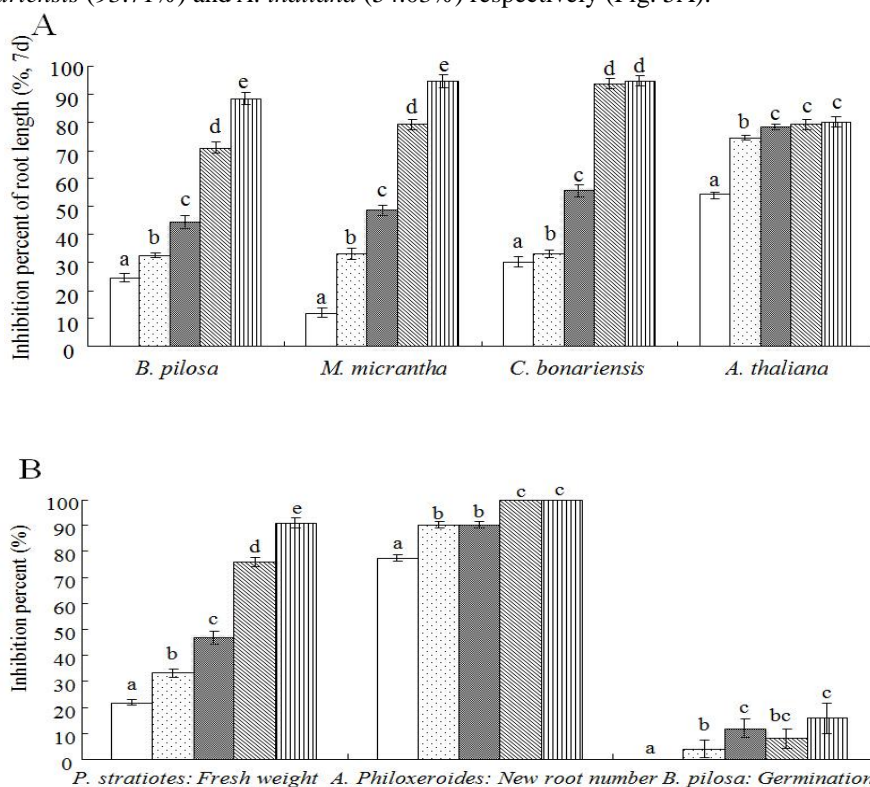 ariensis (93.71%) and A. thaliana (54.05%) respectively (Fig. 3A).
A
Inhibition percent of root length (%, 7d)
100
90
80
70
60
50
40
30
20
10
0
a b c d e
a b c d e
a b c d d
a b c c c
B. pilosa M. micrantha C. bonariensis A. thaliana
B
Inhibition percent (%)
100
90
80
70
60
50
40
30
20
10
0
a b c d e
a b b c c
a b c bc c
P. stratiotes: Fresh weight A. Philoxeroides: New root number B. pilosa: Germination